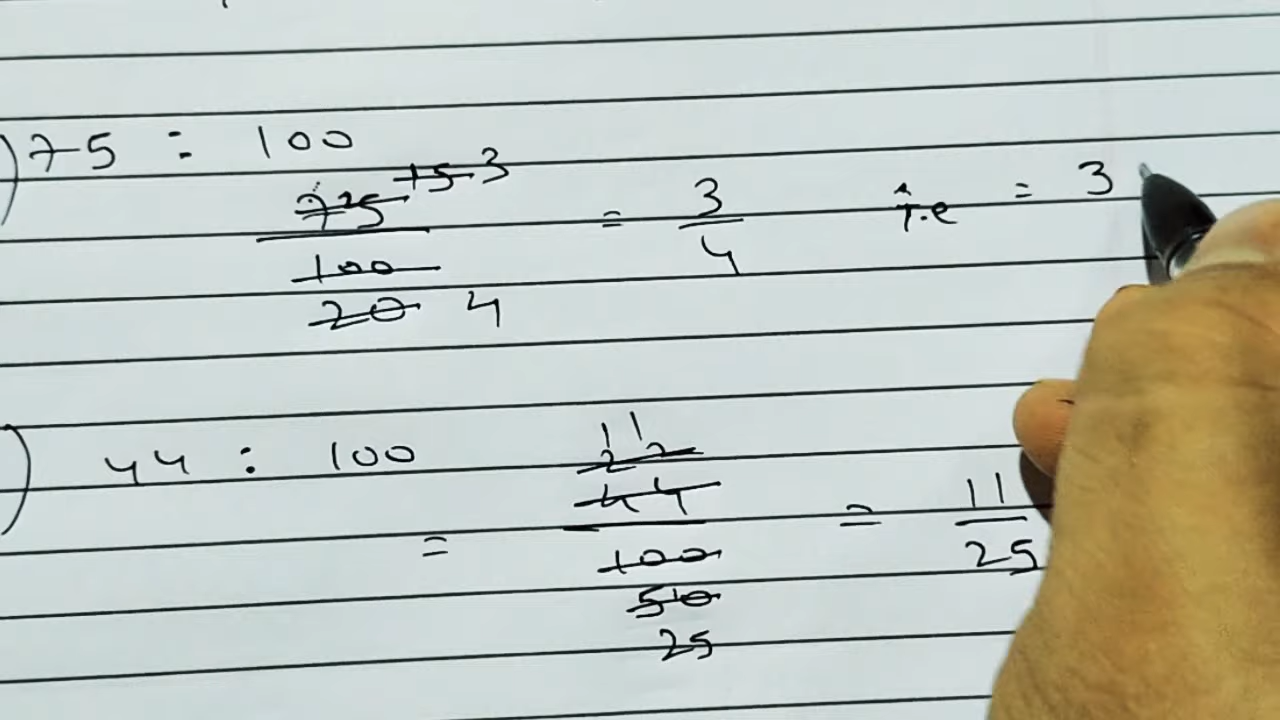 ) 75 : 100
75 15 3 = 3/4 i.e = 3
100
20 4
) 44 : 100
= 11
22
44 = 11/25
100
50
25